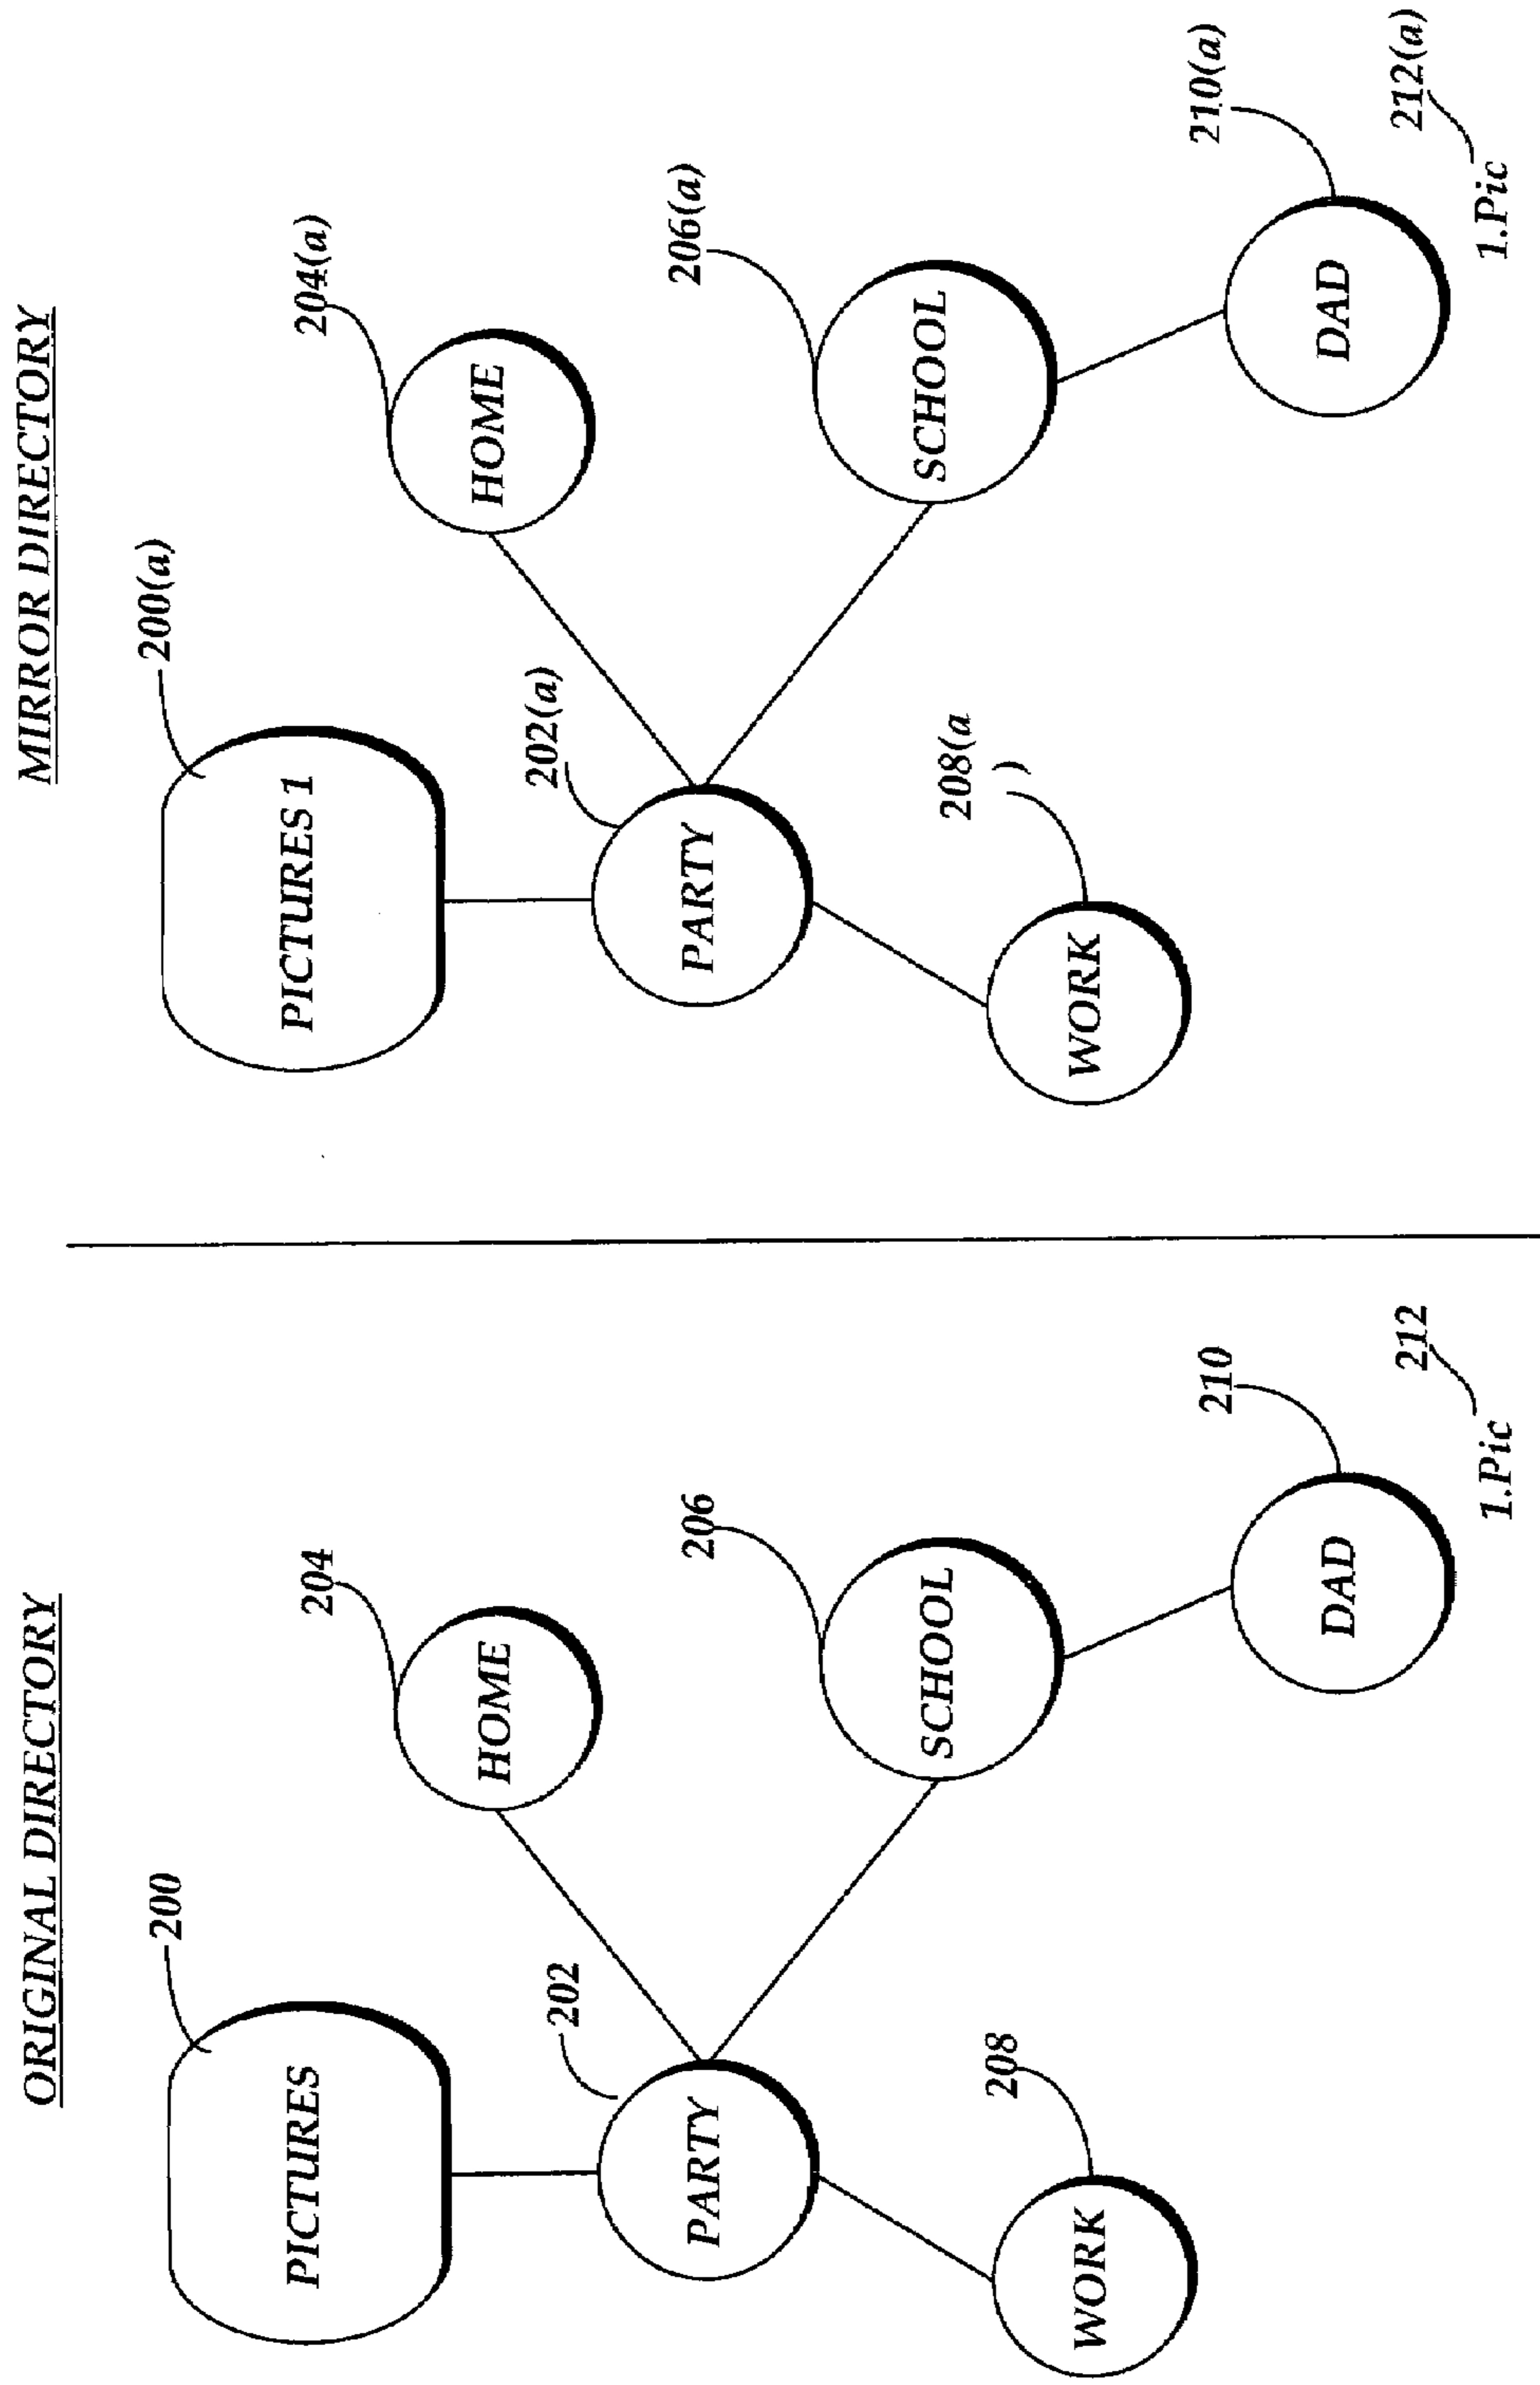 ORIGINAL DIRECTORY
200
PICTURES
204
HOME
202
PARTY
206
SCHOOL
208
WORK
210
DAD
212
1.Pic
MIRROR DIRECTORY
200(a)
PICTURES 1
204(a)
HOME
202(a)
PARTY
206(a)
SCHOOL
208(a
)
WORK
210(a)
DAD
212(a)
1.Pic